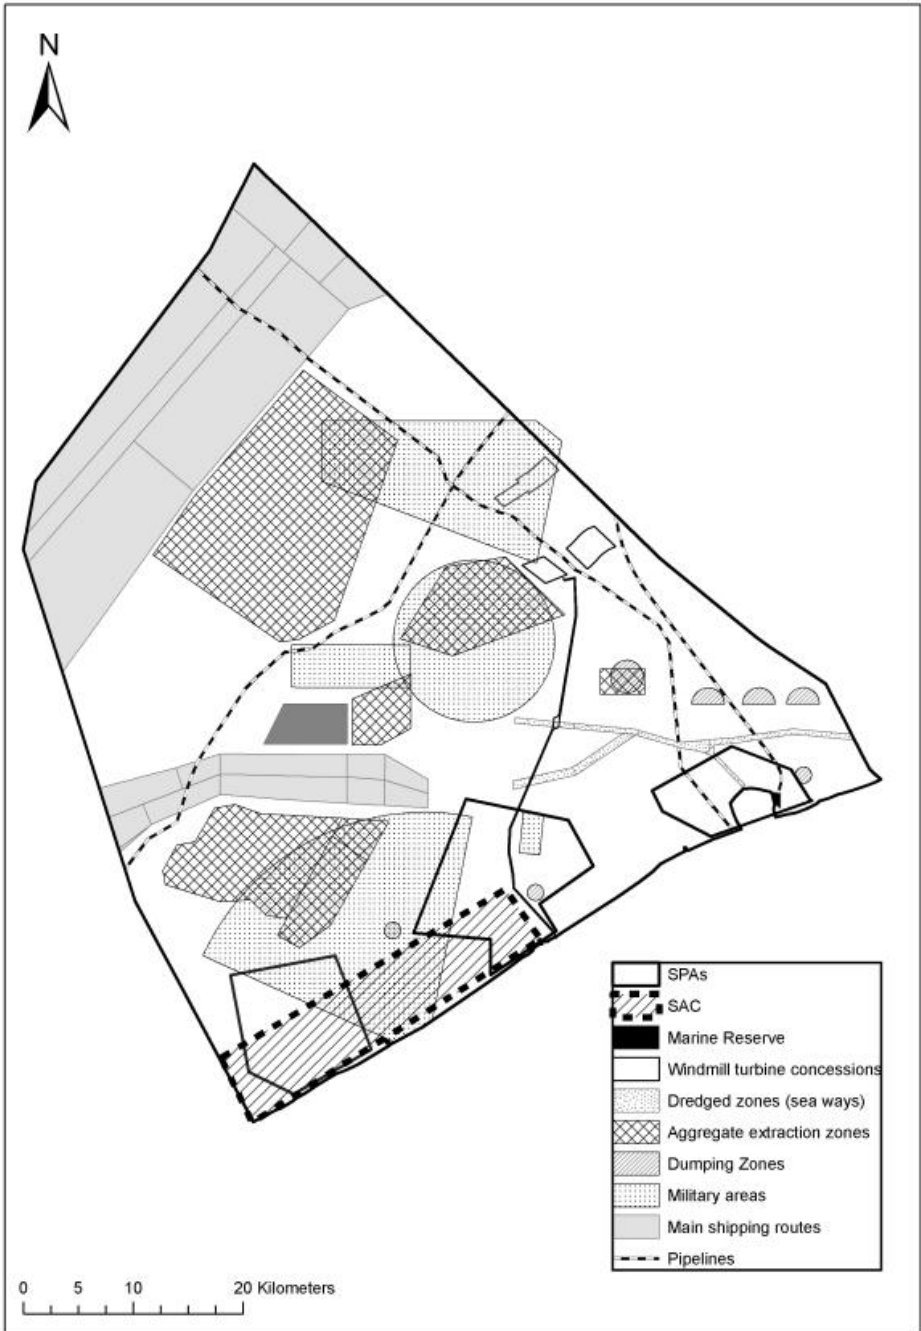 N
SPAs
SAC
Marine Reserve
Windmill turbine concessions
Dredged zones (sea ways)
Aggregate extraction zones
Dumping Zones
Military areas
Main shipping routes
Pipelines
0 5 10 20 Kilometers